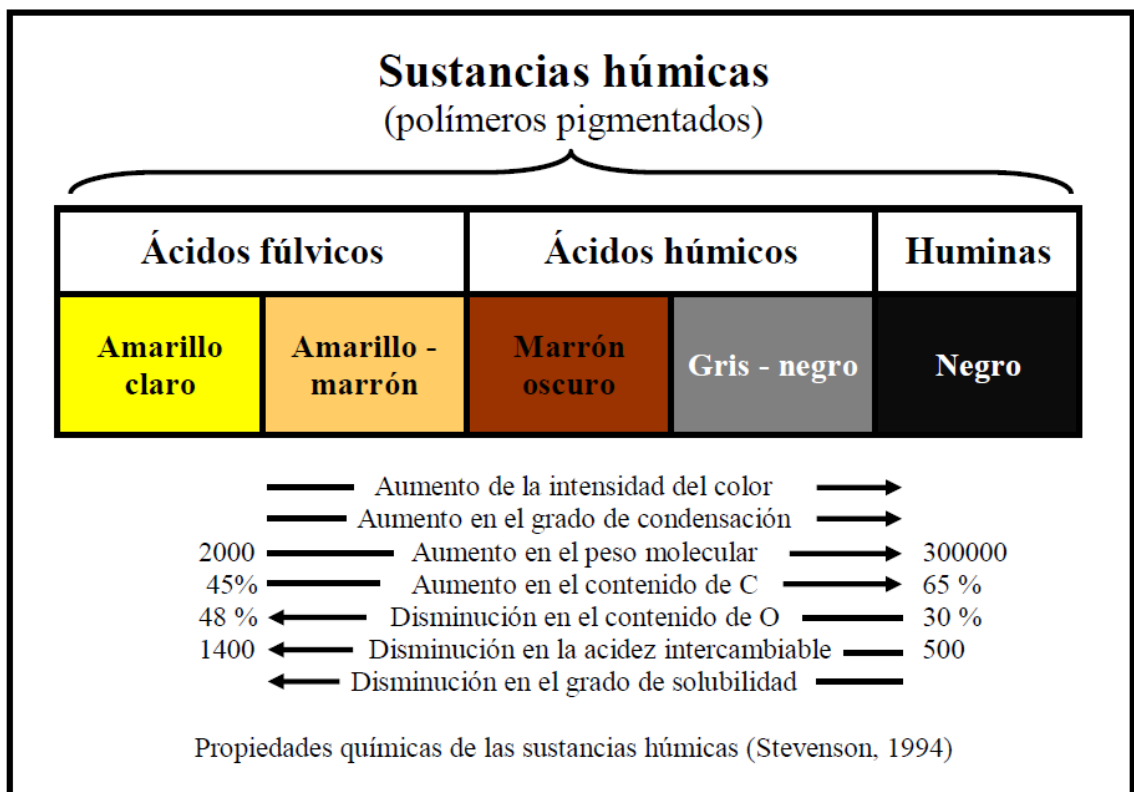 Sustancias húmicas
(polímeros pigmentados)
Ácidos fúlvicos
Ácidos húmicos
Huminas
Amarillo
claro
Amarillo -
marrón
Marrón
oscuro
Gris - negro
Negro
Aumento de la intensidad del color
Aumento en el grado de condensación
2000 Aumento en el peso molecular 300000
45% Aumento en el contenido de C 65 %
48 % Disminución en el contenido de O 30 %
1400 Disminución en la acidez intercambiable 500
Disminución en el grado de solubilidad
Propiedades químicas de las sustancias húmicas (Stevenson, 1994)